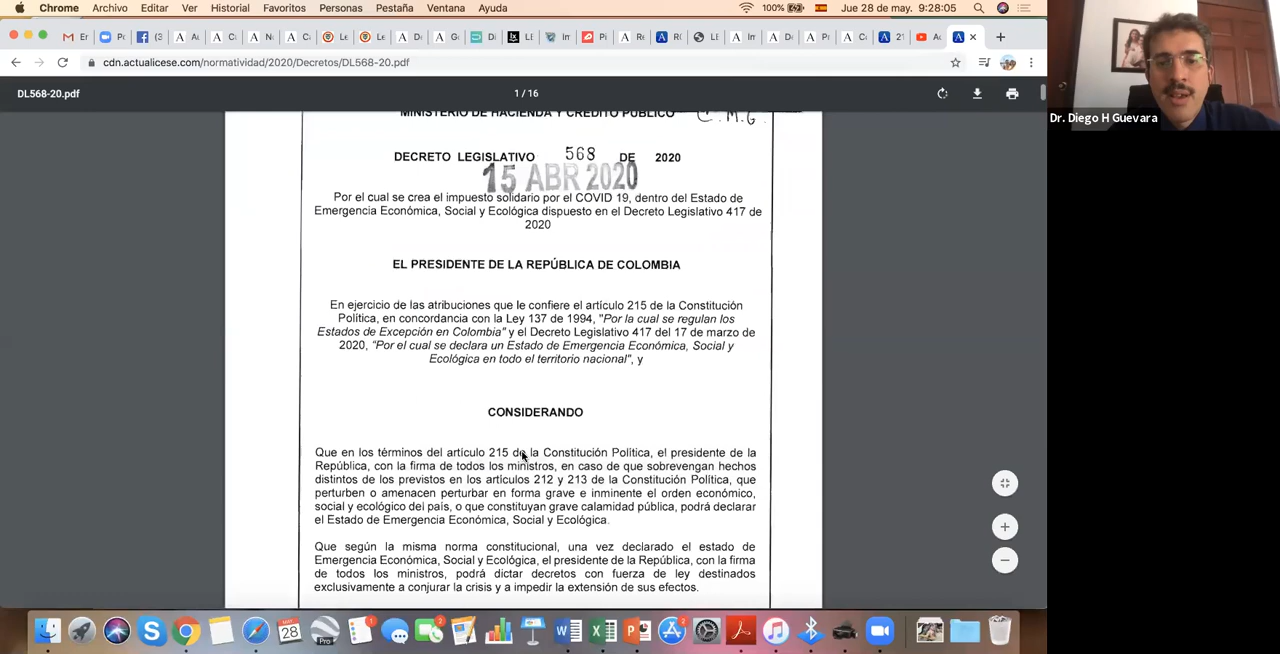 Chrome Archivo Editar Ver Historial Favoritos Personas Pestaña Ventana Ayuda 100% Jue 28 de may. 9:28:05
cdn.actualicese.com/normatividad/2020/Decretos/DL568-20.pdf
DL568-20.pdf 1 / 16
Dr. Diego H Guevara
MINISTERIO DE HACIENDA Y CRÉDITO PÚBLICO C.M.G.
DECRETO LEGISLATIVO 568 DE 2020
15 ABR 2020
Por el cual se crea el impuesto solidario por el COVID 19, dentro del Estado de
Emergencia Económica, Social y Ecológica dispuesto en el Decreto Legislativo 417 de
2020
EL PRESIDENTE DE LA REPÚBLICA DE COLOMBIA
En ejercicio de las atribuciones que le confiere el artículo 215 de la Constitución
Política, en concordancia con la Ley 137 de 1994, "Por la cual se regulan los
Estados de Excepción en Colombia" y el Decreto Legislativo 417 del 17 de marzo de
2020, "Por el cual se declara un Estado de Emergencia Económica, Social y
Ecológica en todo el territorio nacional", y
CONSIDERANDO
Que en los términos del artículo 215 de la Constitución Política, el presidente de la
República, con la firma de todos los ministros, en caso de que sobrevengan hechos
distintos de los previstos en los artículos 212 y 213 de la Constitución Política, que
perturben o amenacen perturbar en forma grave e inminente el orden económico,
social y ecológico del país, o que constituyan grave calamidad pública, podrá declarar
el Estado de Emergencia Económica, Social y Ecológica.
Que según la misma norma constitucional, una vez declarado el estado de
Emergencia Económica, Social y Ecológica, el presidente de la República, con la firma
de todos los ministros, podrá dictar decretos con fuerza de ley destinados
exclusivamente a conjurar la crisis y a impedir la extensión de sus efectos.